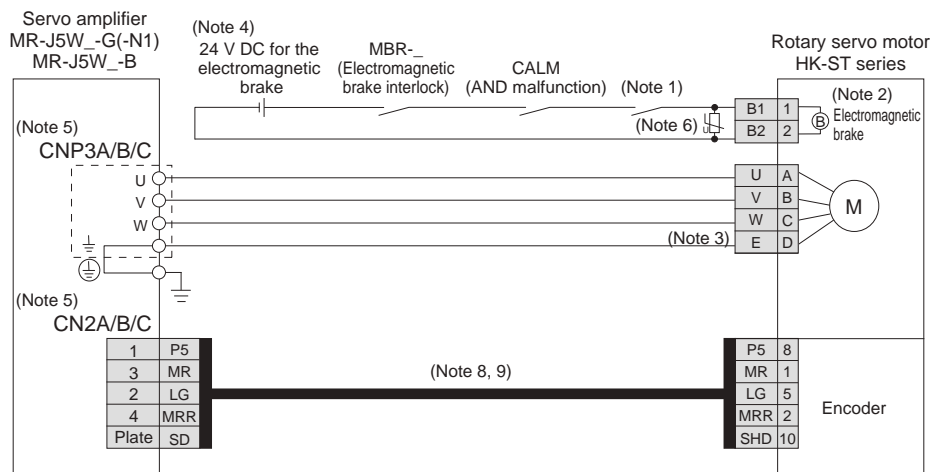 Servo amplifier
MR-J5W_-G(-N1)
MR-J5W_-B
(Note 4)
24 V DC for the
electromagnetic
brake
MBR-_
(Electromagnetic
brake interlock)
CALM
(AND malfunction)
(Note 1)
Rotary servo motor
HK-ST series
(Note 6)
U
B1 1
B2 2
(Note 2)
B
Electromagnetic
brake
(Note 5)
CNP3A/B/C
U
V
W
(Note 3)
U A
V B
W C
E D
M
(Note 5)
CN2A/B/C
1 P5
3 MR
2 LG
4 MRR
Plate SD
(Note 8, 9)
P5 8
MR 1
LG 5
MRR 2
SHD 10
Encoder